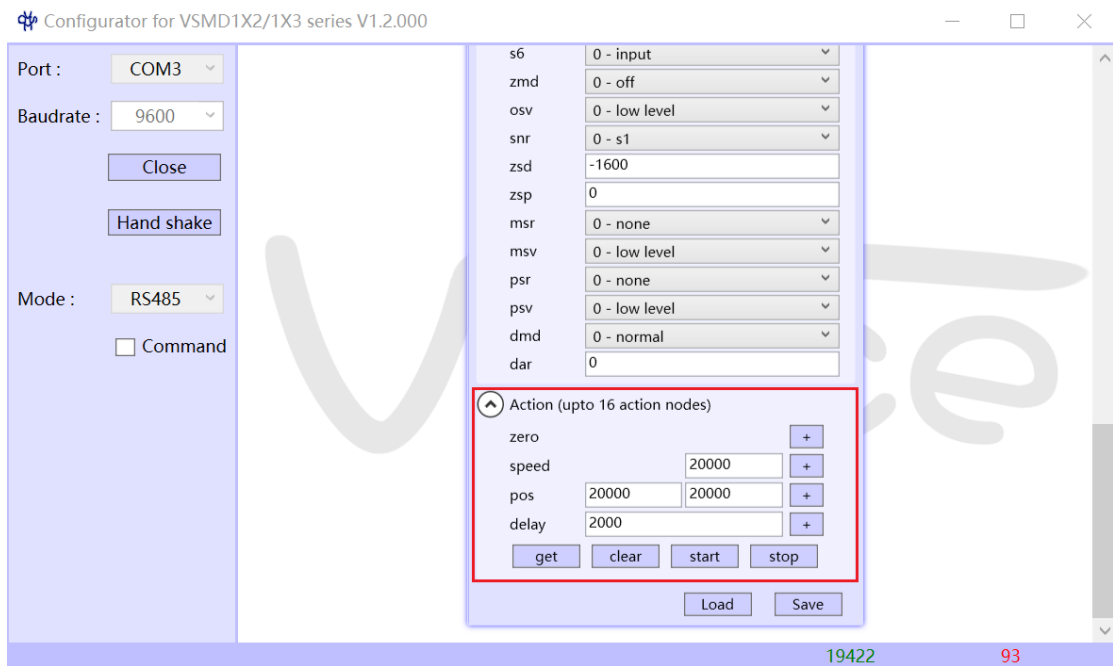 Configurator for VSMD1X2/1X3 series V1.2.000
Port : COM3
Baudrate : 9600
Close
Hand shake
Mode : RS485
Command
s6 0 - input
zmd 0 - off
osv 0 - low level
snr 0 - s1
zsd -1600
zsp 0
msr 0 - none
msv 0 - low level
psr 0 - none
psv 0 - low level
dmd 0 - normal
dar 0
Action (upto 16 action nodes)
zero +
speed 20000 +
pos 20000 20000 +
delay 2000 +
get clear start stop
Load Save
19422 93